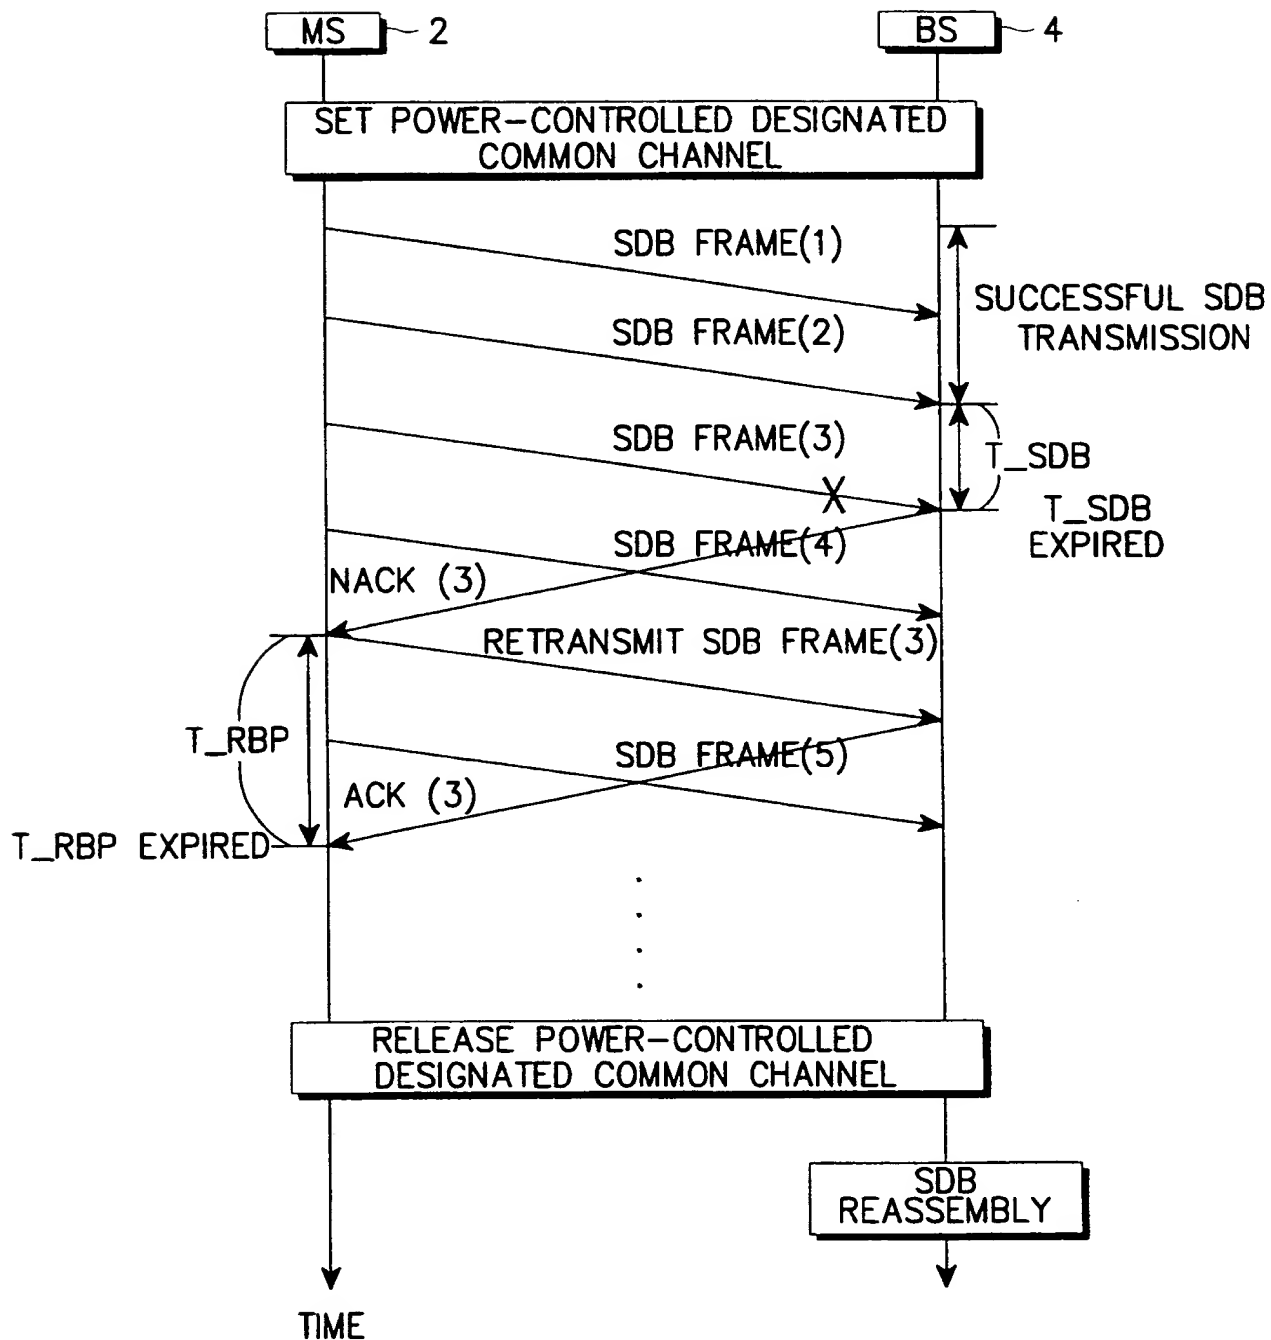 MS 2
BS 4
SET POWER-CONTROLLED DESIGNATED
COMMON CHANNEL
SDB FRAME(1)
SUCCESSFUL SDB
TRANSMISSION
SDB FRAME(2)
SDB FRAME(3)
T_SDB
X
T_SDB
EXPIRED
SDB FRAME(4)
NACK (3)
RETRANSMIT SDB FRAME(3)
T_RBP
SDB FRAME(5)
ACK (3)
T_RBP EXPIRED
RELEASE POWER-CONTROLLED
DESIGNATED COMMON CHANNEL
SDB
REASSEMBLY
TIME